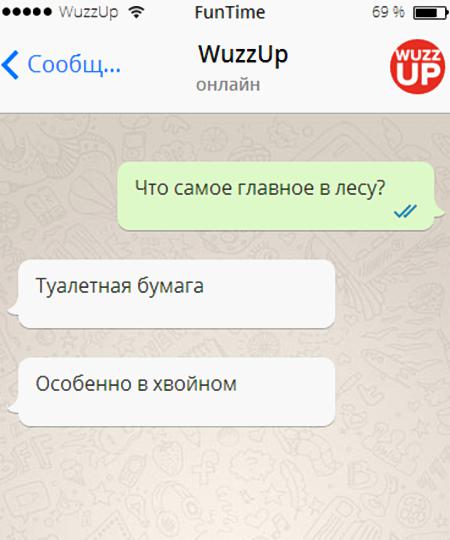 WuzzUp FunTime 69 %
Сообщ... WuzzUp
онлайн
WUZZ
UP
Что самое главное в лесу?
Туалетная бумага
Особенно в хвойном